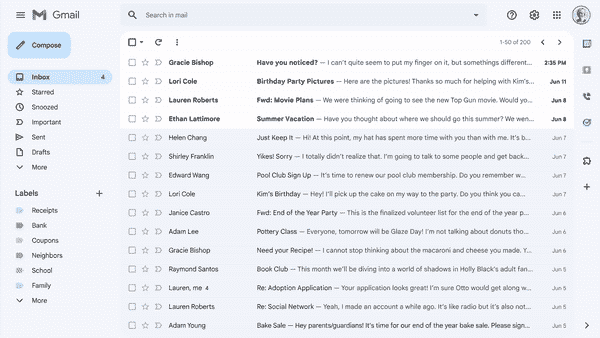 Gmail
Search in mail
Compose
1-50 of 200
Inbox 4
Starred
Snoozed
Important
Sent
Drafts
More
Labels
Receipts
Bank
Coupons
Neighbors
School
Family
More
Gracie Bishop Have you noticed? — I can't quite seem to put my finger on it, but somethings different... 2:35 PM
Lori Cole Birthday Party Pictures — Here are the pictures! Thanks so much for helping with Kim's... Jun 11
Lauren Roberts Fwd: Movie Plans — We were thinking of going to see the new Top Gun movie. Would yo... Jun 8
Ethan Lattimore Summer Vacation — Have you thought about where we should go this summer? We wen... Jun 8
Helen Chang Just Keep It — Hi! At this point, my hat has spent more time with you than with me. It's b... Jun 7
Shirley Franklin Yikes! Sorry — I totally didn't realize that. I'm going to talk to some people and get back... Jun 7
Edward Wang Pool Club Sign Up — It's time to renew our pool club membership. Do you remember w... Jun 7
Lori Cole Kim's Birthday — Hey! I'll pick up the cake on my way to the party. Do you think you ca... Jun 7
Janice Castro Fwd: End of the Year Party — This is the finalized volunteer list for the end of the year p... Jun 6
Adam Lee Pottery Class — Everyone, tomorrow will be Glaze Day! I'm not talking about donuts tho... Jun 6
Gracie Bishop Need your Recipe! — I cannot stop thinking about the macaroni and cheese you made. Y... Jun 5
Raymond Santos Book Club — This month we'll be diving into a world of shadows in Holly Black's adult fan... Jun 5
Lauren, me 4 Re: Adoption Application — Your application looks great! I'm sure Otto would get along w... Jun 5
Lauren Roberts Re: Social Network — Yeah, I made an account a while ago. It's like radio but it's also not... Jun 5
Adam Young Bake Sale — Hey parents/guardians! It's time for our end of the year bake sale. Please sign... Jun 5